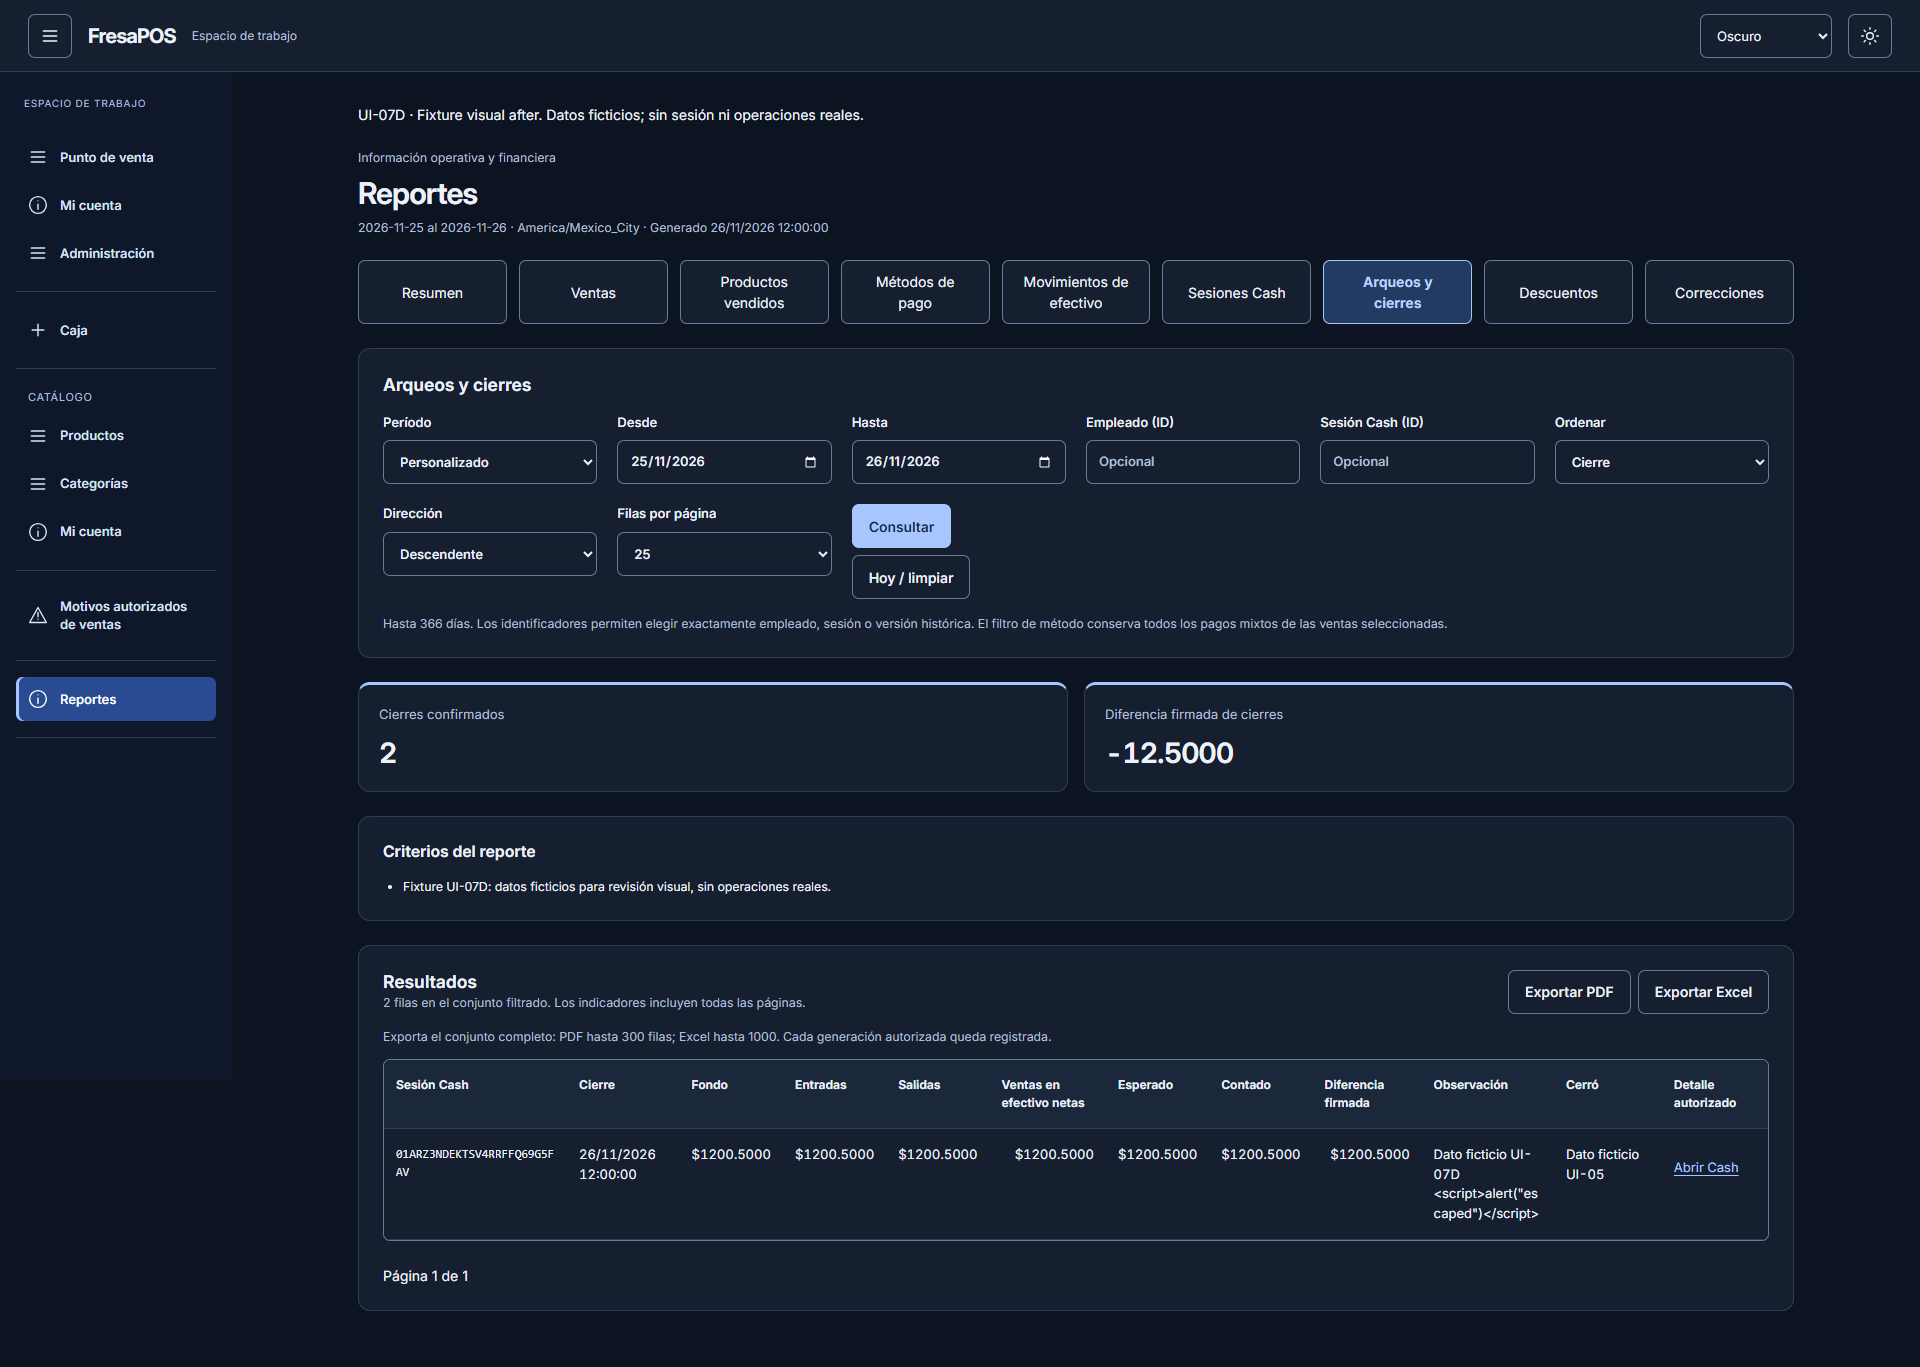 FresaPOS
Espacio de trabajo
Oscuro
ESPACIO DE TRABAJO
Punto de venta
Mi cuenta
Administración
Caja
CATÁLOGO
Productos
Categorías
Mi cuenta
Motivos autorizados
de ventas
Reportes
UI-07D · Fixture visual after. Datos ficticios; sin sesión ni operaciones reales.
Información operativa y financiera
Reportes
2026-11-25 al 2026-11-26 · America/Mexico_City · Generado 26/11/2026 12:00:00
Resumen
Ventas
Productos
vendidos
Métodos de
pago
Movimientos de
efectivo
Sesiones Cash
Arqueos y
cierres
Descuentos
Correcciones
Arqueos y cierres
Período
Desde
Hasta
Empleado (ID)
Sesión Cash (ID)
Ordenar
Personalizado
25/11/2026
26/11/2026
Opcional
Opcional
Cierre
Dirección
Filas por página
Descendente
25
Consultar
Hoy / limpiar
Hasta 366 días. Los identificadores permiten elegir exactamente empleado, sesión o versión histórica. El filtro de método conserva todos los pagos mixtos de las ventas seleccionadas.
Cierres confirmados
2
Diferencia firmada de cierres
-12.5000
Criterios del reporte
• Fixture UI-07D: datos ficticios para revisión visual, sin operaciones reales.
Resultados
2 filas en el conjunto filtrado. Los indicadores incluyen todas las páginas.
Exportar PDF
Exportar Excel
Exporta el conjunto completo: PDF hasta 300 filas; Excel hasta 1000. Cada generación autorizada queda registrada.
Sesión Cash
Cierre
Fondo
Entradas
Salidas
Ventas en
efectivo netas
Esperado
Contado
Diferencia
firmada
Observación
Cerró
Detalle
autorizado
01ARZ3NDEKTSV4RRFFQ69G5F
AV
26/11/2026
12:00:00
$1200.5000
$1200.5000
$1200.5000
$1200.5000
$1200.5000
$1200.5000
$1200.5000
Dato ficticio UI-
07D
<script>alert("es
caped")</script>
Dato ficticio
UI-05
Abrir Cash
Página 1 de 1